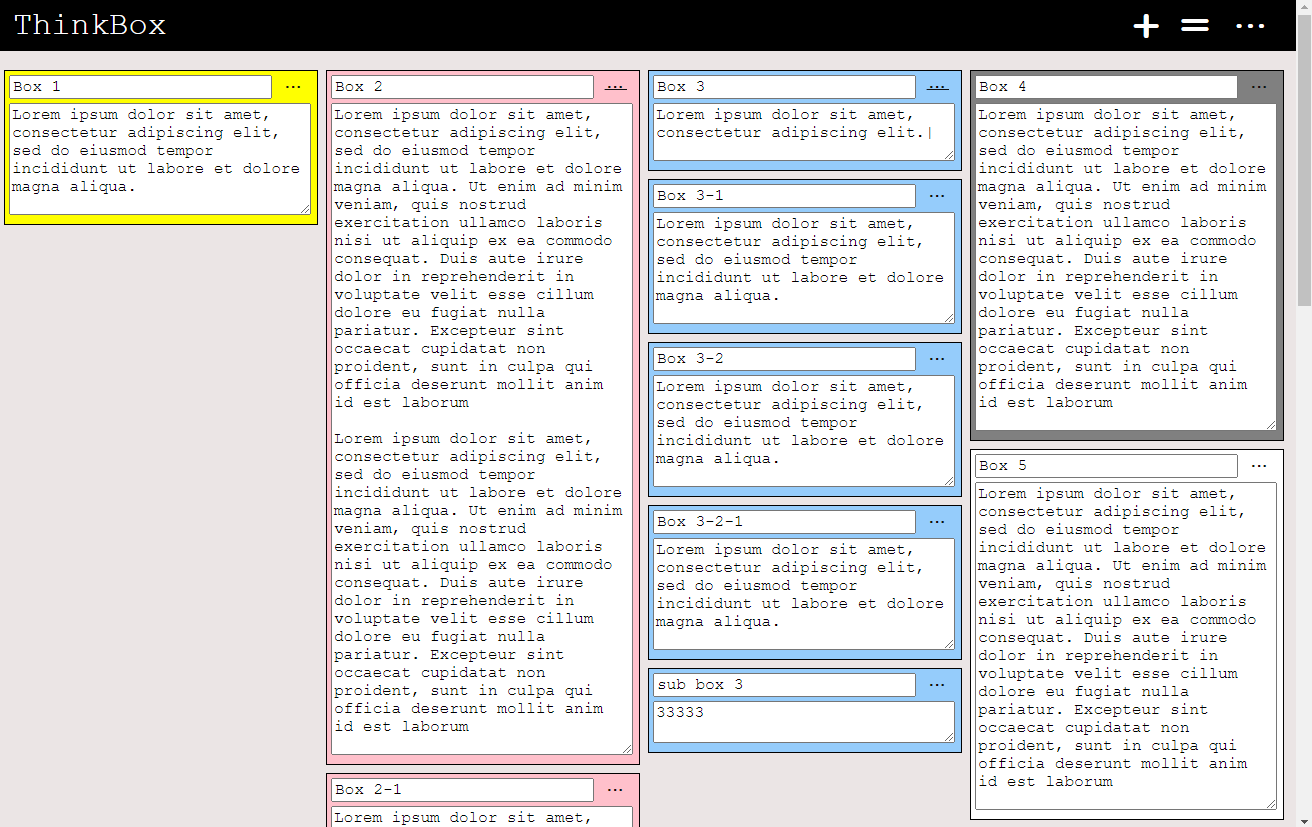 ThinkBox
Box 1 ...
Lorem ipsum dolor sit amet,
consectetur adipiscing elit,
sed do eiusmod tempor
incididunt ut labore et dolore
magna aliqua.
Box 2 ...
Lorem ipsum dolor sit amet,
consectetur adipiscing elit,
sed do eiusmod tempor
incididunt ut labore et dolore
magna aliqua. Ut enim ad minim
veniam, quis nostrud
exercitation ullamco laboris
nisi ut aliquip ex ea commodo
consequat. Duis aute irure
dolor in reprehenderit in
voluptate velit esse cillum
dolore eu fugiat nulla
pariatur. Excepteur sint
occaecat cupidatat non
proident, sunt in culpa qui
officia deserunt mollit anim
id est laborum
Lorem ipsum dolor sit amet,
consectetur adipiscing elit,
sed do eiusmod tempor
incididunt ut labore et dolore
magna aliqua. Ut enim ad minim
veniam, quis nostrud
exercitation ullamco laboris
nisi ut aliquip ex ea commodo
consequat. Duis aute irure
dolor in reprehenderit in
voluptate velit esse cillum
dolore eu fugiat nulla
pariatur. Excepteur sint
occaecat cupidatat non
proident, sunt in culpa qui
officia deserunt mollit anim
id est laborum
Box 2-1 ...
Lorem ipsum dolor sit amet,
Box 3 ...
Lorem ipsum dolor sit amet,
consectetur adipiscing elit.
Box 3-1 ...
Lorem ipsum dolor sit amet,
consectetur adipiscing elit,
sed do eiusmod tempor
incididunt ut labore et dolore
magna aliqua.
Box 3-2 ...
Lorem ipsum dolor sit amet,
consectetur adipiscing elit,
sed do eiusmod tempor
incididunt ut labore et dolore
magna aliqua.
Box 3-2-1 ...
Lorem ipsum dolor sit amet,
consectetur adipiscing elit,
sed do eiusmod tempor
incididunt ut labore et dolore
magna aliqua.
sub box 3 ...
33333
Box 4 ...
Lorem ipsum dolor sit amet,
consectetur adipiscing elit,
sed do eiusmod tempor
incididunt ut labore et dolore
magna aliqua. Ut enim ad minim
veniam, quis nostrud
exercitation ullamco laboris
nisi ut aliquip ex ea commodo
consequat. Duis aute irure
dolor in reprehenderit in
voluptate velit esse cillum
dolore eu fugiat nulla
pariatur. Excepteur sint
occaecat cupidatat non
proident, sunt in culpa qui
officia deserunt mollit anim
id est laborum
Box 5 ...
Lorem ipsum dolor sit amet,
consectetur adipiscing elit,
sed do eiusmod tempor
incididunt ut labore et dolore
magna aliqua. Ut enim ad minim
veniam, quis nostrud
exercitation ullamco laboris
nisi ut aliquip ex ea commodo
consequat. Duis aute irure
dolor in reprehenderit in
voluptate velit esse cillum
dolore eu fugiat nulla
pariatur. Excepteur sint
occaecat cupidatat non
proident, sunt in culpa qui
officia deserunt mollit anim
id est laborum